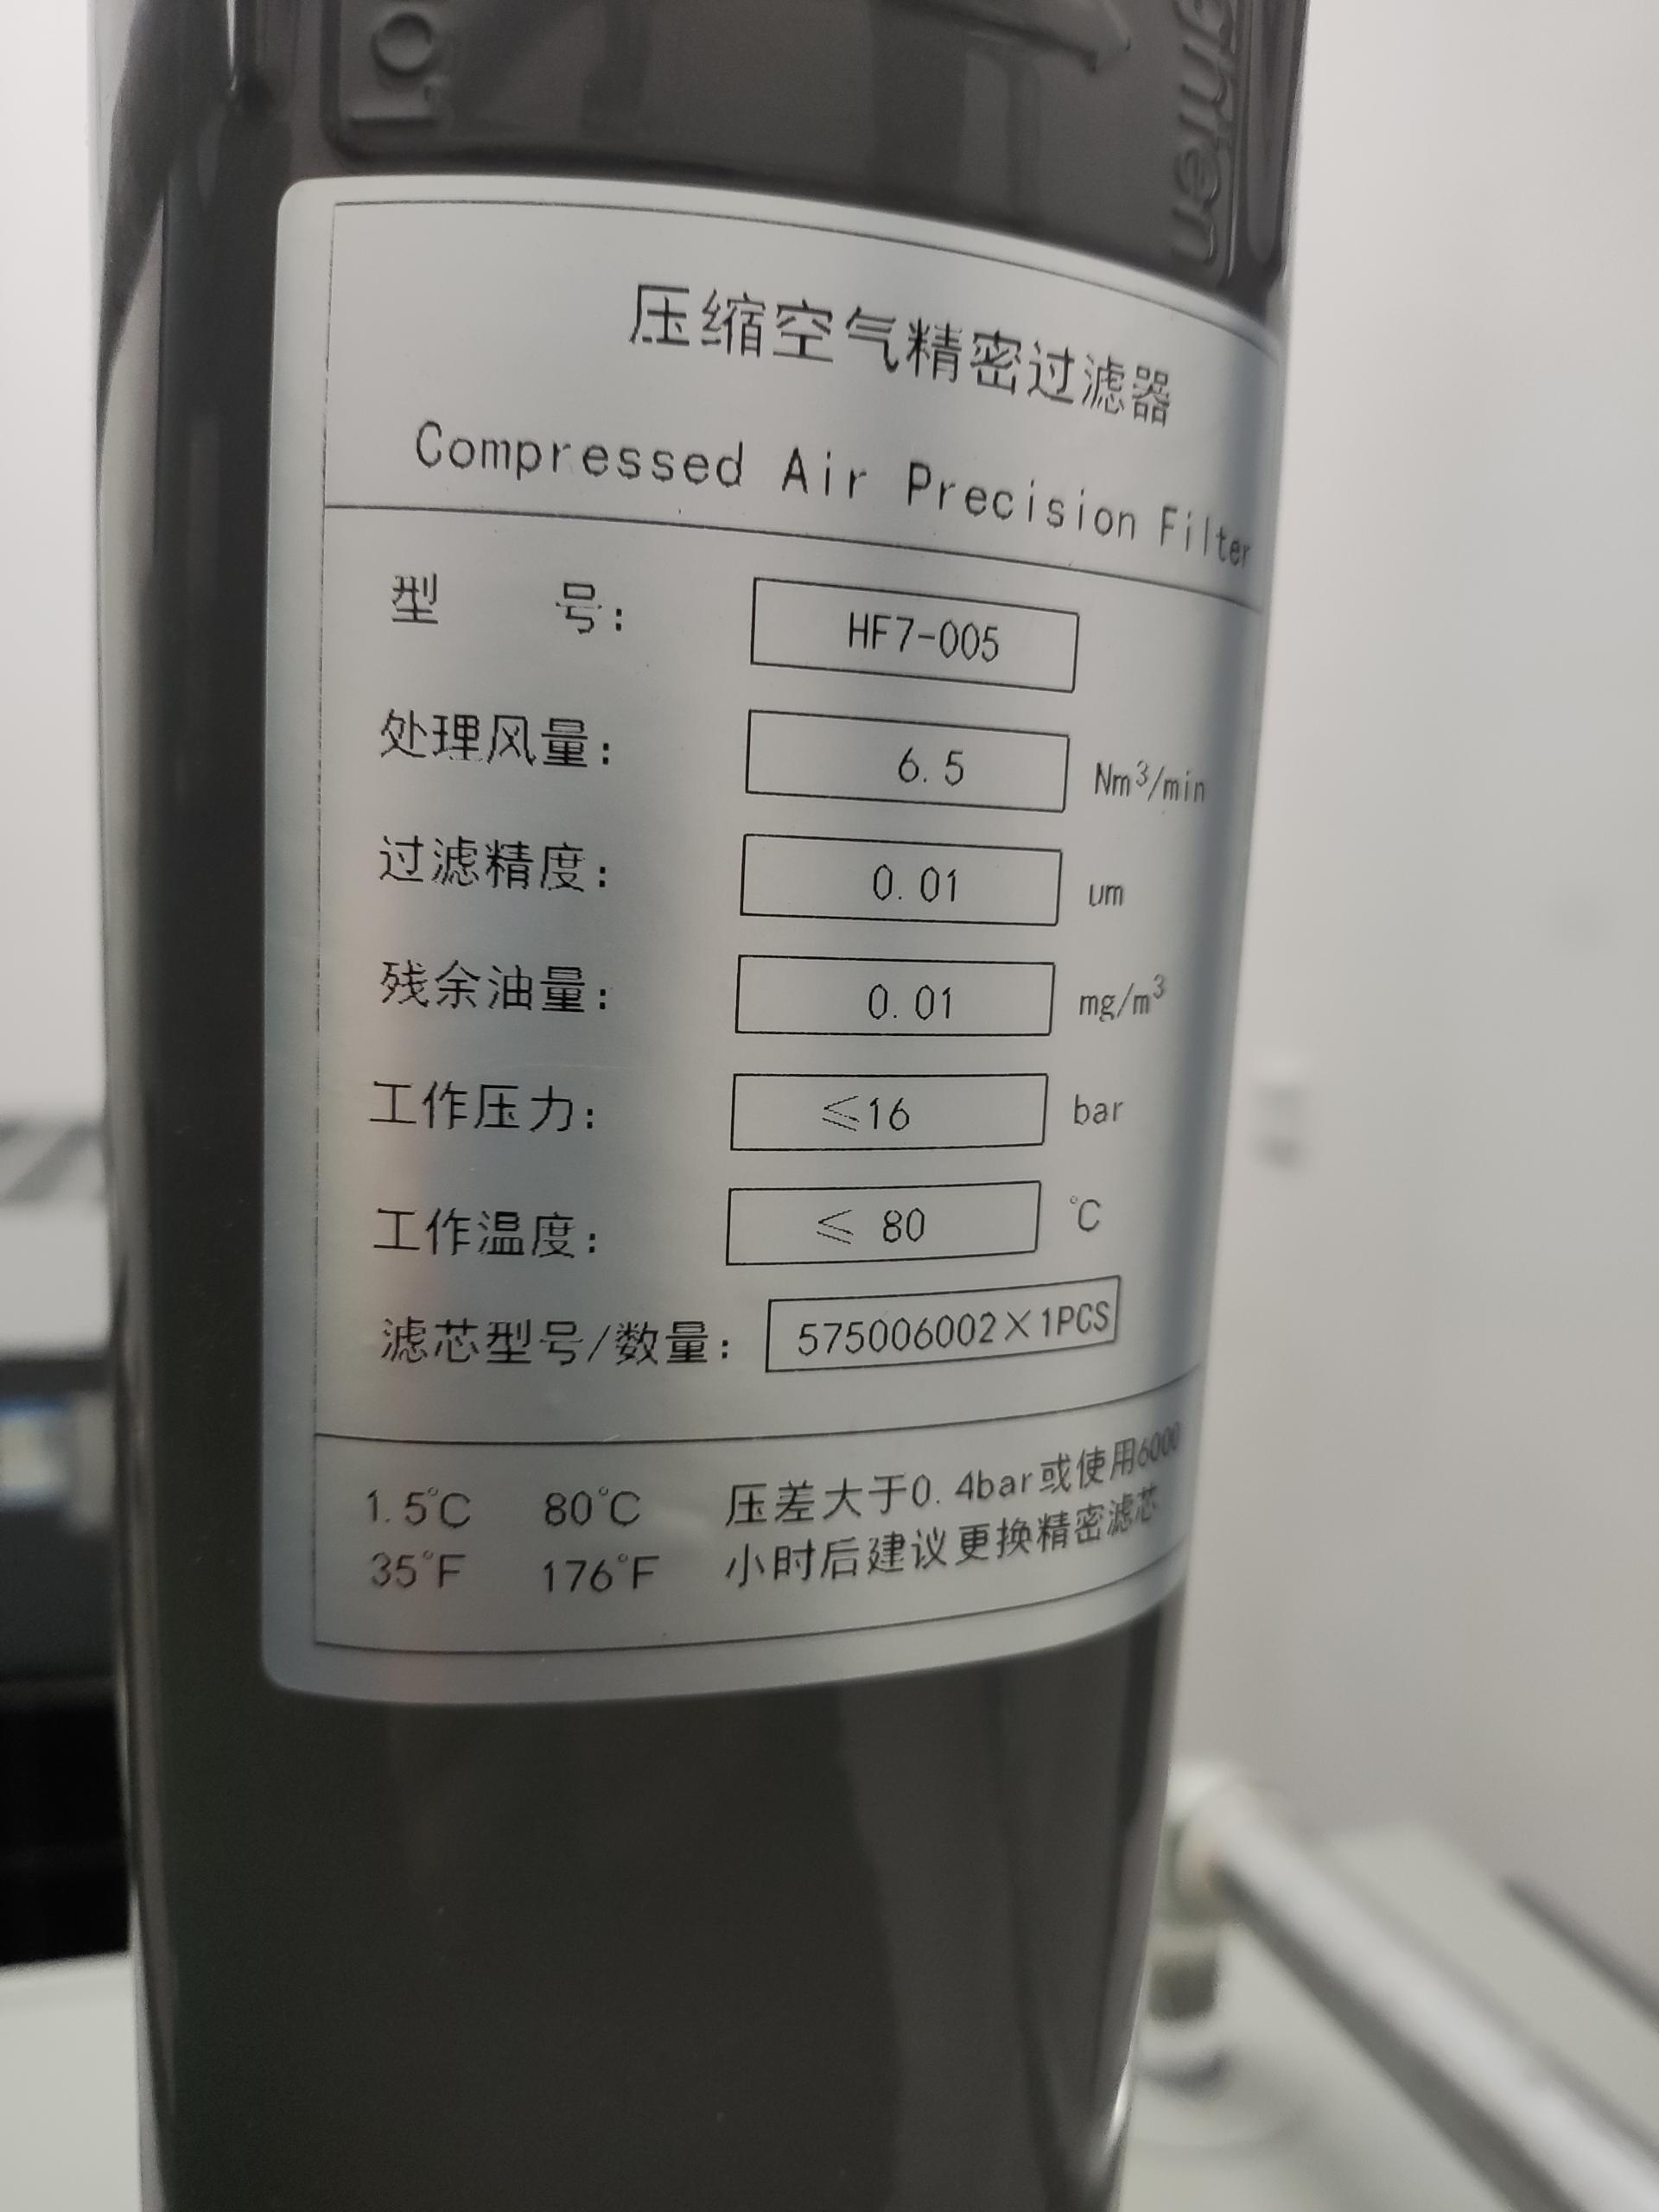 压缩空气精密过滤器
Compressed Air Precision Filter
型 号: HF7-005
处理风量: 6.5 Nm³/min
过滤精度: 0.01 um
残余油量: 0.01 mg/m³
工作压力: ≤16 bar
工作温度: ≤ 80 ℃
滤芯型号/数量: 575006002×1PCS
1.5℃ 80℃ 压差大于0.4bar或使用6000
35℉ 176℉ 小时后建议更换精密滤芯